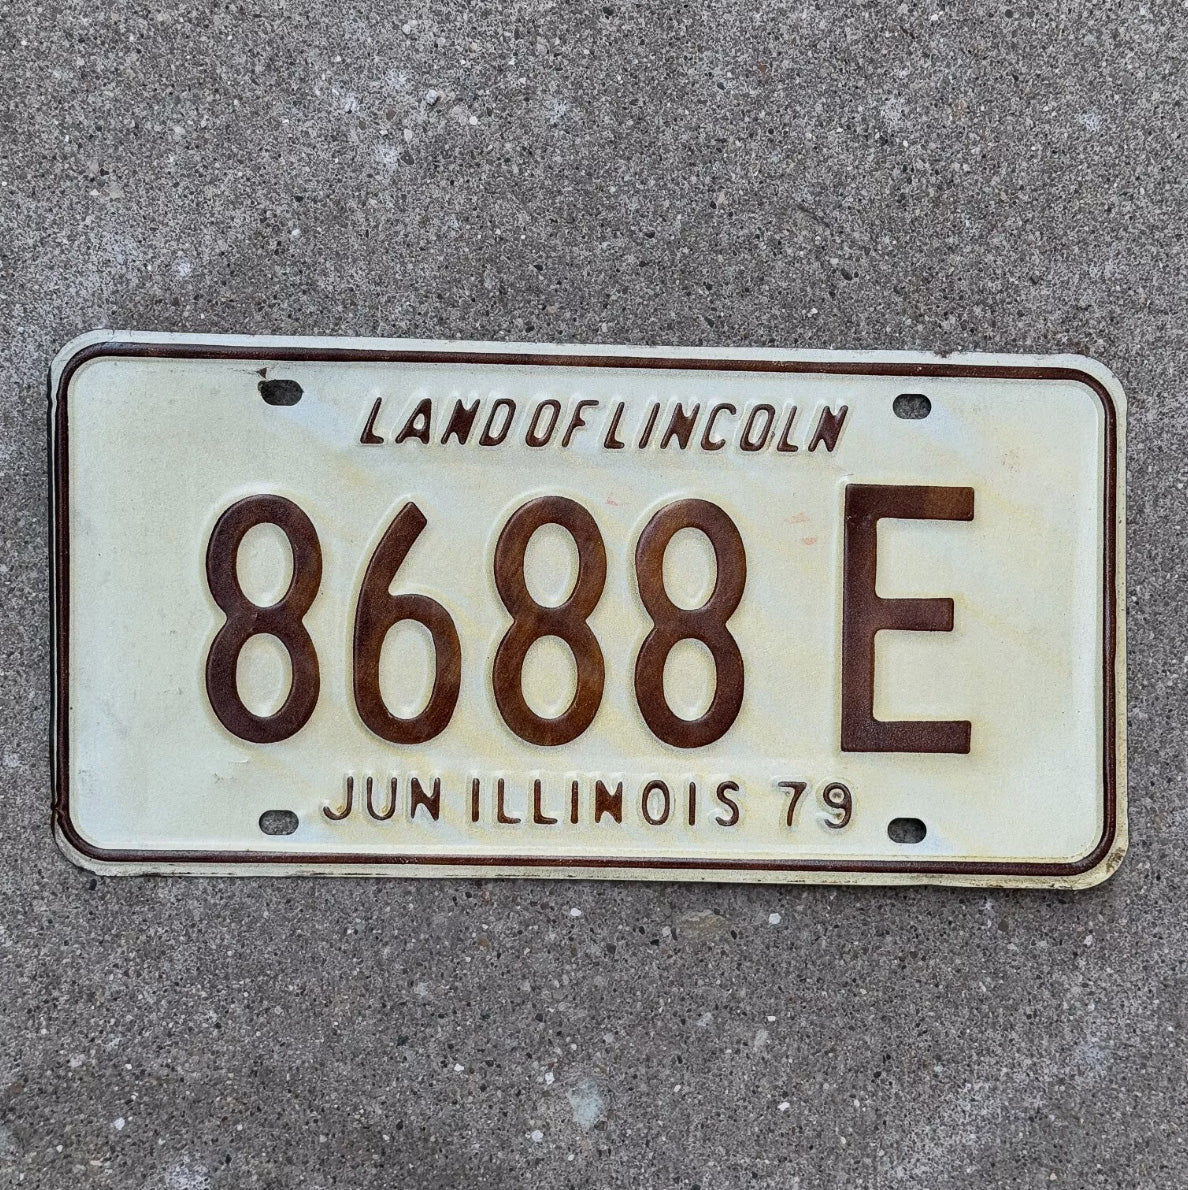 LAND OF LINCOLN
8688 E
JUN ILLINOIS 79